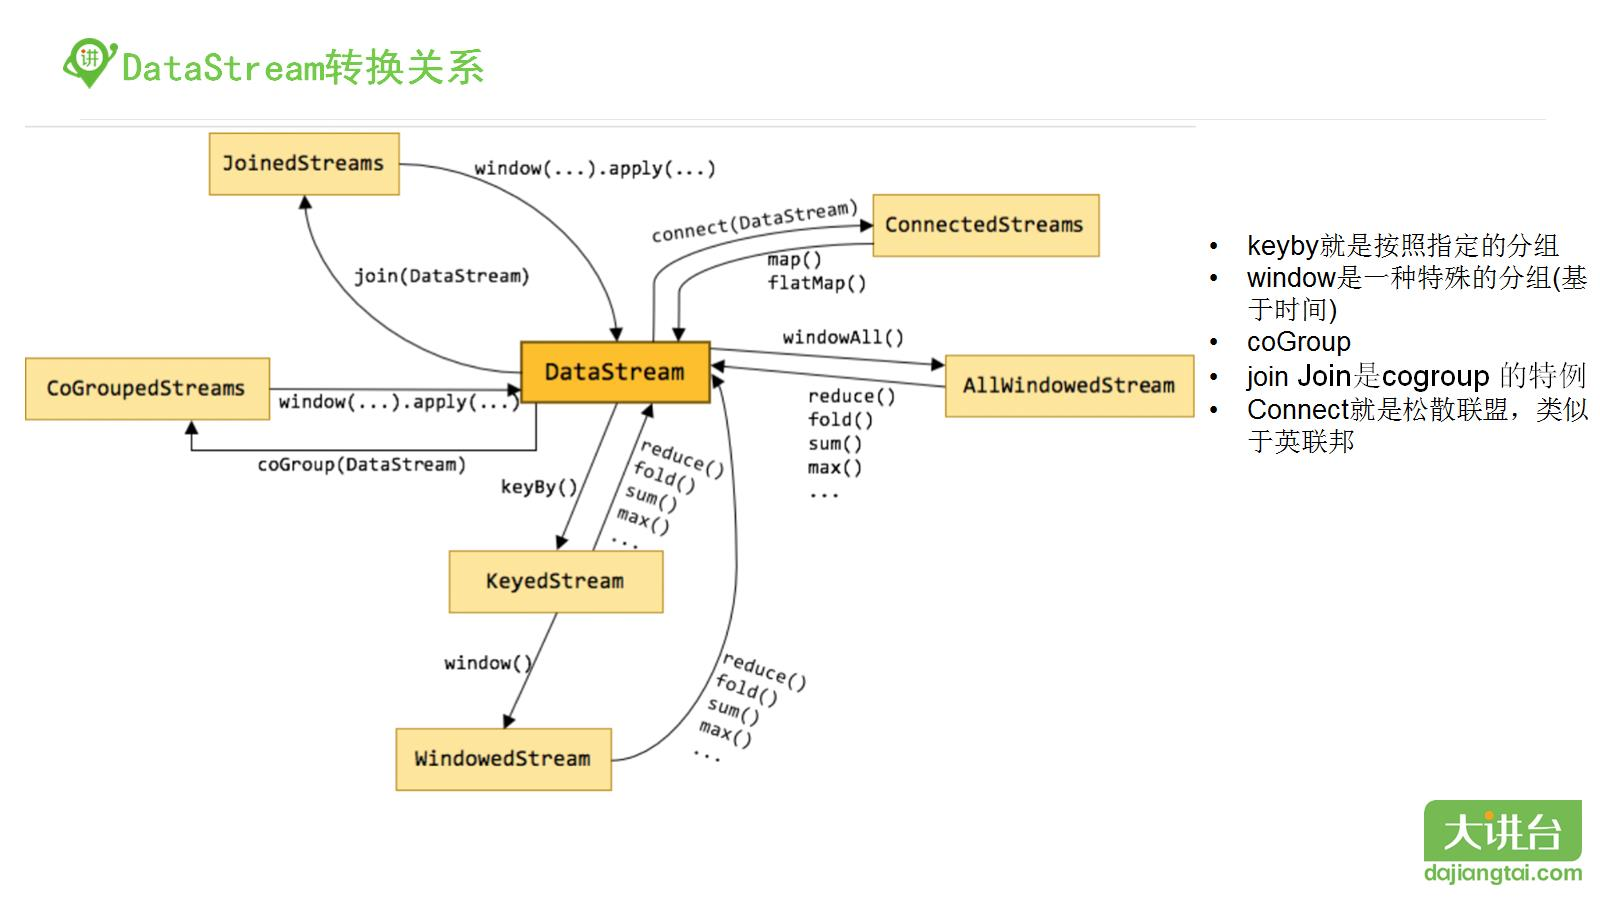 讲
DataStream转换关系
JoinedStreams
window(...).apply(...)
connect(DataStream)
ConnectedStreams
map()
flatMap()
join(DataStream)
windowAll()
DataStream
AllWindowedStream
reduce()
fold()
sum()
max()
...
CoGroupedStreams
window(...).apply(...)
coGroup(DataStream)
keyBy()
reduce()
fold()
sum()
max()
...
KeyedStream
window()
reduce()
fold()
sum()
max()
...
WindowedStream
• keyby就是按照指定的分组
• window是一种特殊的分组(基
于时间)
• coGroup
• join Join是cogroup 的特例
• Connect就是松散联盟，类似
于英联邦
大讲台
dajiangtai.com